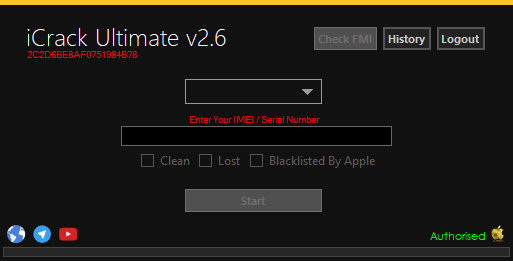 iCrack Ultimate v2.6
2C2D6BE8AF0751984B78
Check FMI
History
Logout
Enter Your IMEI / Serial Number
Clean
Lost
Blacklisted By Apple
Start
Authorised